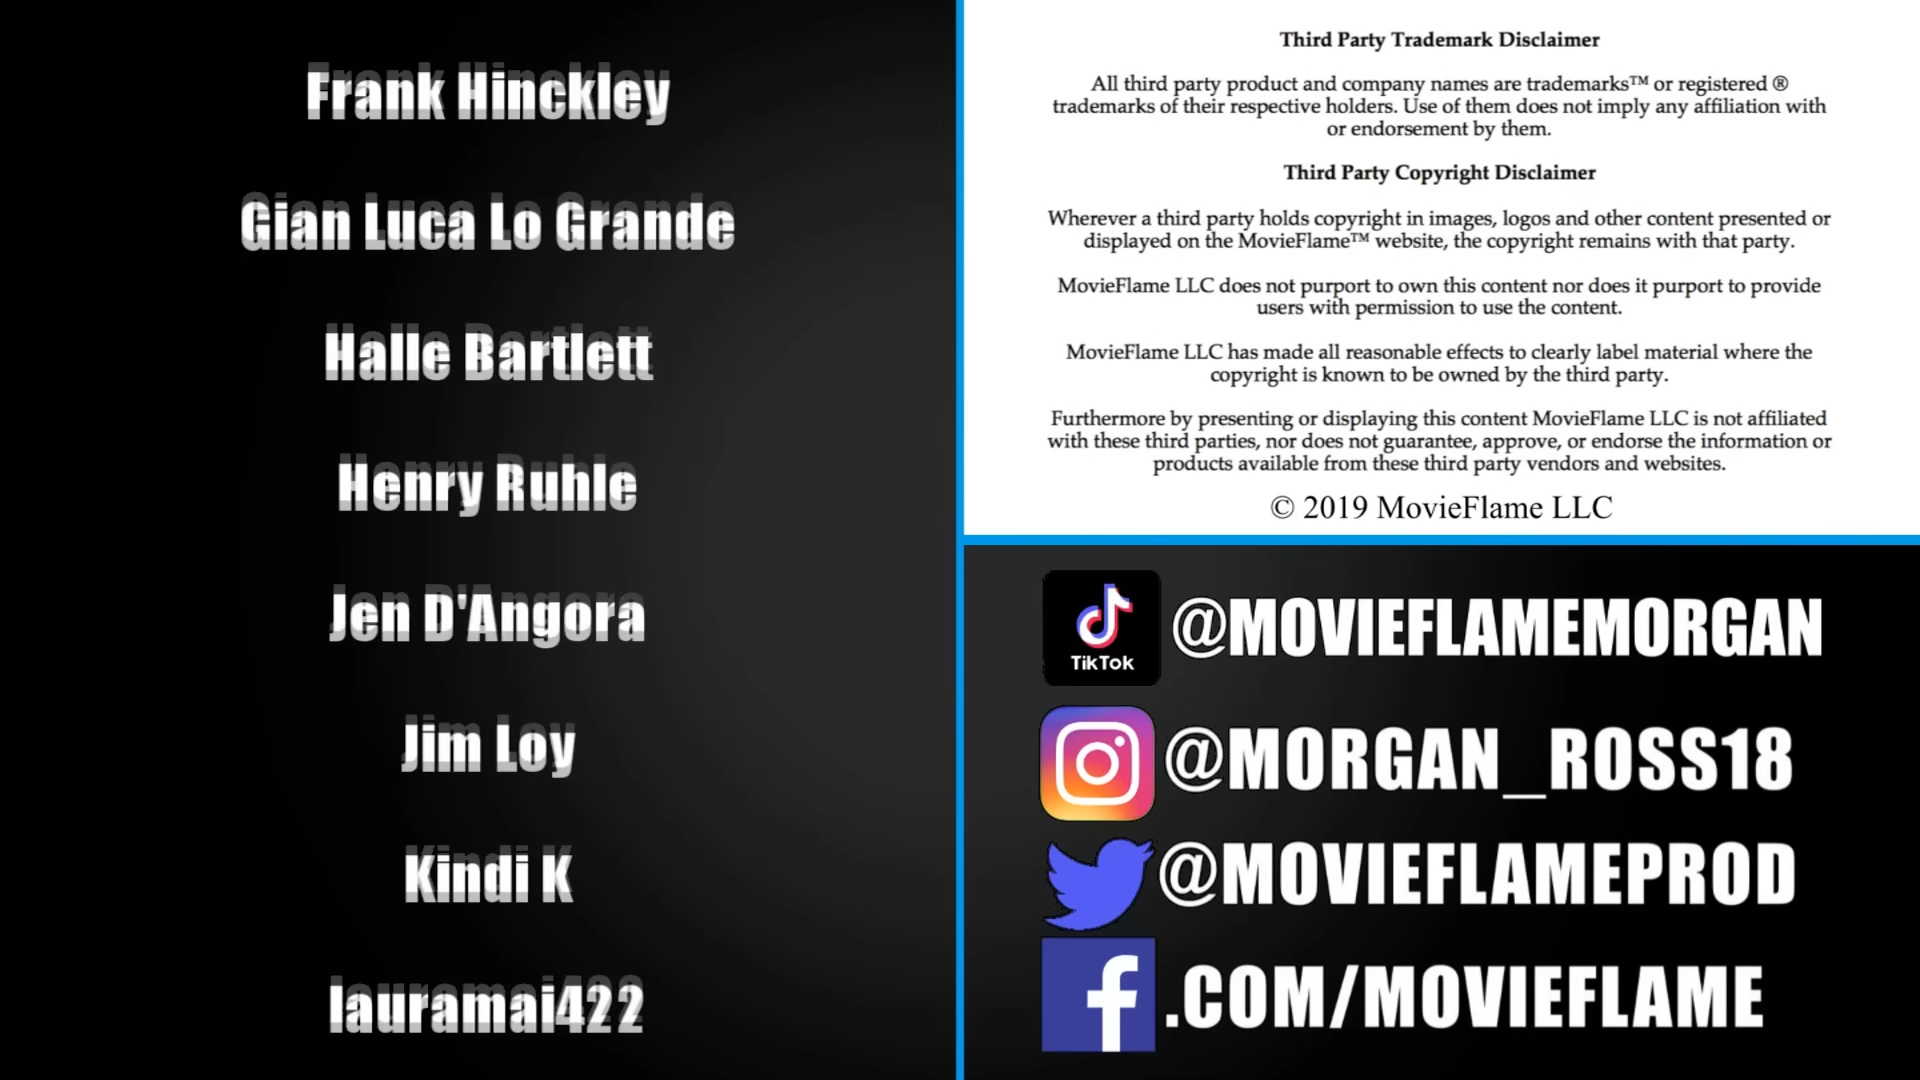 Frank Hinckley
Gian Luca Lo Grande
Halle Bartlett
Henry Ruhle
Jen D'Angora
Jim Loy
Kindi K
lauramai422
Third Party Trademark Disclaimer
All third party product and company names are trademarks™ or registered ®
trademarks of their respective holders. Use of them does not imply any affiliation with
or endorsement by them.
Third Party Copyright Disclaimer
Wherever a third party holds copyright in images, logos and other content presented or
displayed on the MovieFlame™ website, the copyright remains with that party.
MovieFlame LLC does not purport to own this content nor does it purport to provide
users with permission to use the content.
MovieFlame LLC has made all reasonable effects to clearly label material where the
copyright is known to be owned by the third party.
Furthermore by presenting or displaying this content MovieFlame LLC is not affiliated
with these third parties, nor does not guarantee, approve, or endorse the information or
products available from these third party vendors and websites.
© 2019 MovieFlame LLC
TikTok
@MOVIEFLAMEMORGAN
@MORGAN_ROSS18
@MOVIEFLAMEPROD
f .COM/MOVIEFLAME